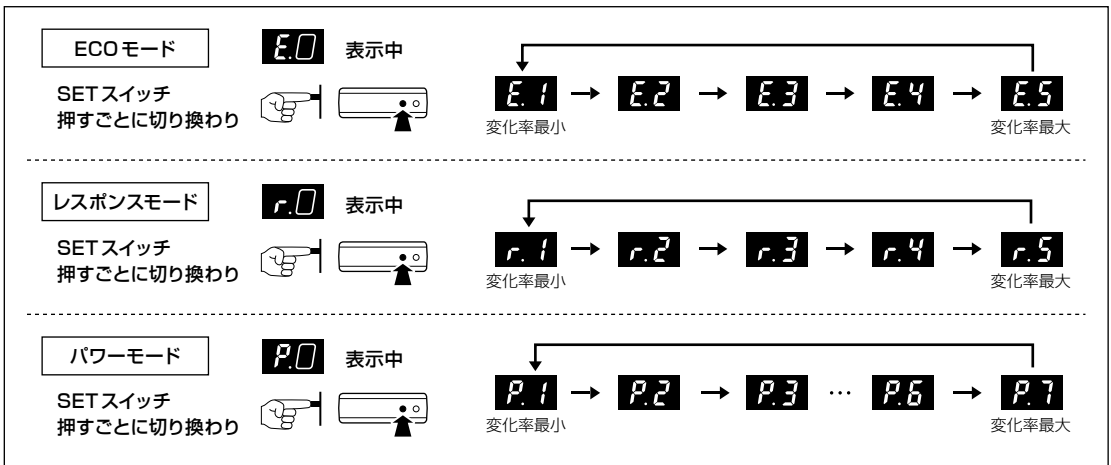 ECOモード
E.0 表示中
SETスイッチ
押すごとに切り換わり
E.1 → E.2 → E.3 → E.4 → E.5
変化率最小 変化率最大
レスポンスモード
r.0 表示中
SETスイッチ
押すごとに切り換わり
r.1 → r.2 → r.3 → r.4 → r.5
変化率最小 変化率最大
パワーモード
P.0 表示中
SETスイッチ
押すごとに切り換わり
P.1 → P.2 → P.3 … P.6 → P.7
変化率最小 変化率最大